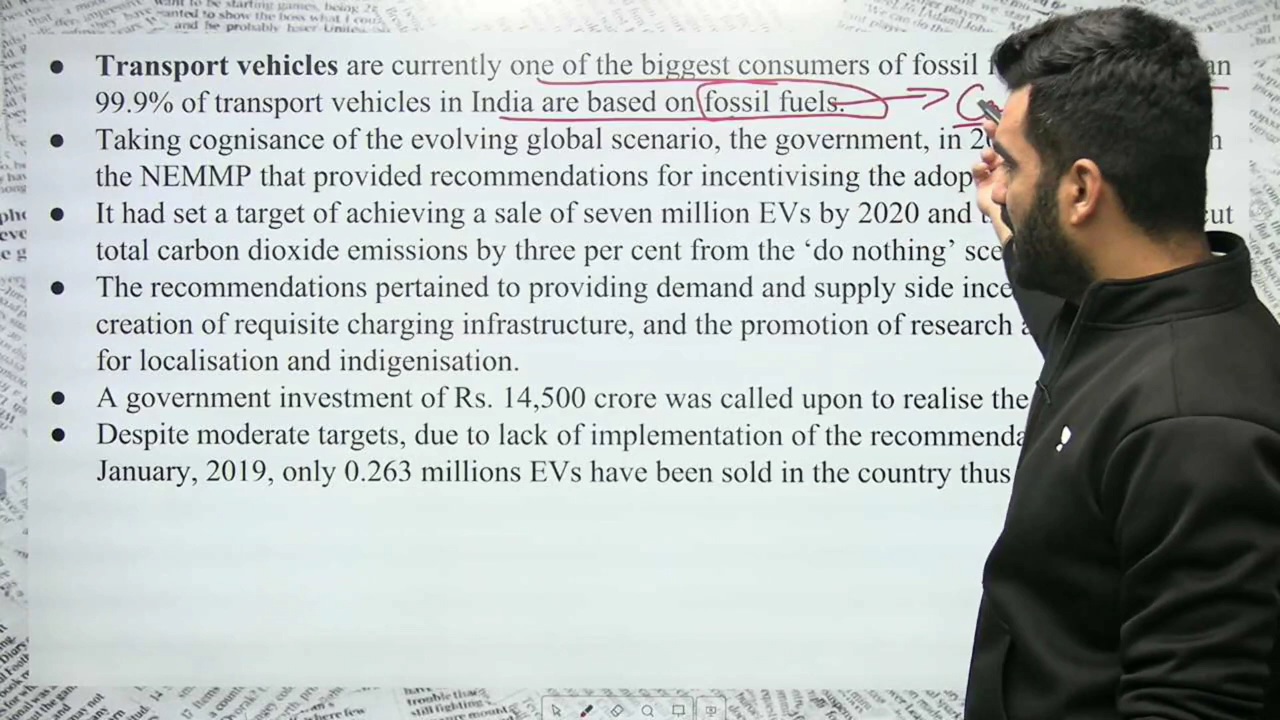 Transport vehicles are currently one of the biggest consumers of fossil
99.9% of transport vehicles in India are based on fossil fuels.
Taking cognisance of the evolving global scenario, the government, in
the NEMMP that provided recommendations for incentivising the
It had set a target of achieving a sale of seven million EVs by 2020 and
total carbon dioxide emissions by three per cent from the ‘do nothing’
The recommendations pertained to providing demand and supply side
creation of requisite charging infrastructure, and the promotion of research
for localisation and indigenisation.
A government investment of Rs. 14,500 crore was called upon to realise the
Despite moderate targets, due to lack of implementation of the
January, 2019, only 0.263 millions EVs have been sold in the country thus